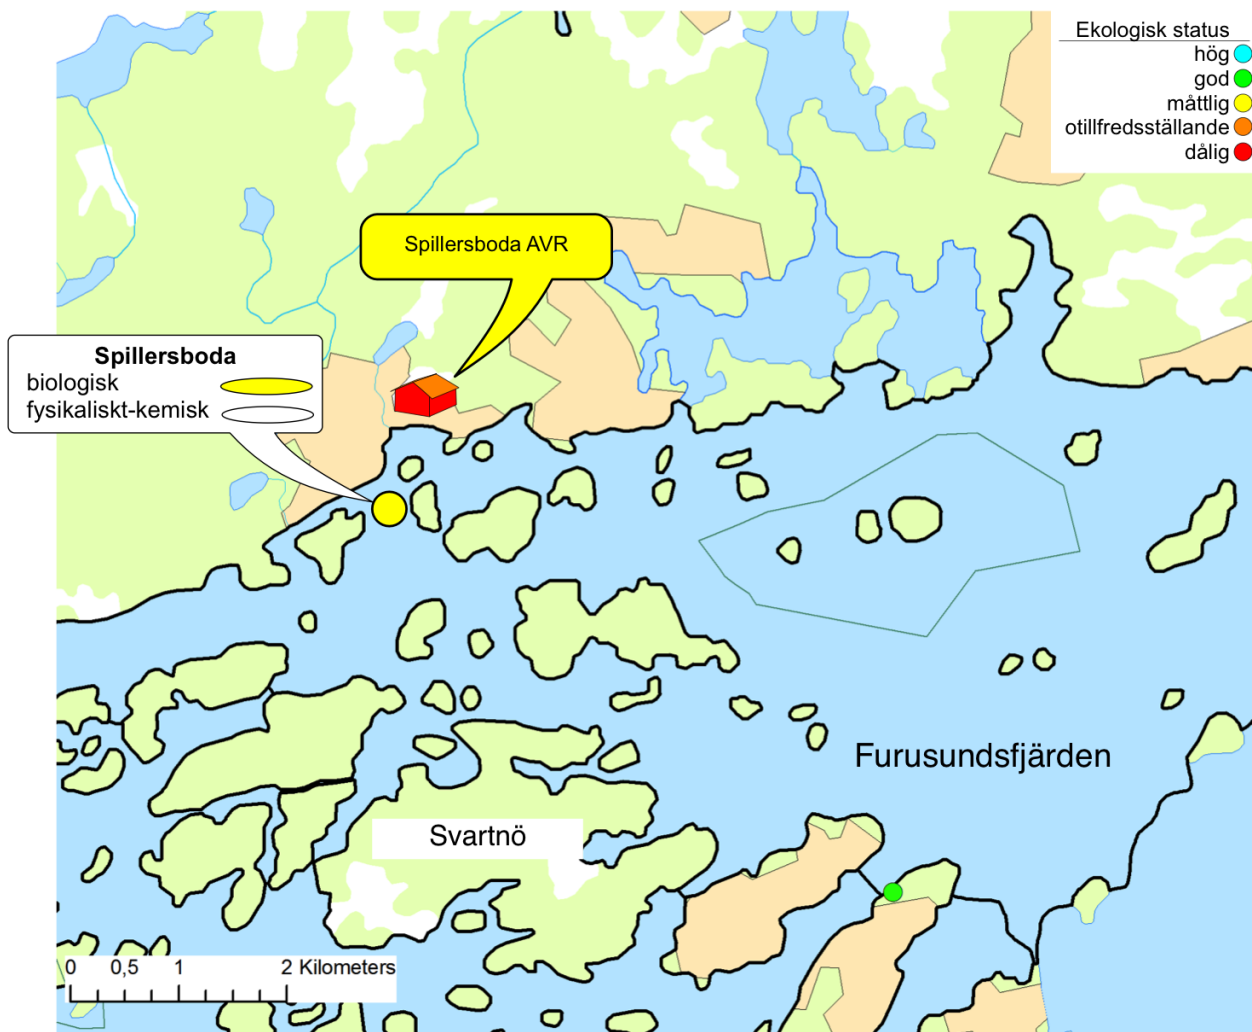 Ekologisk status
hög
god
måttlig
otillfredsställande
dålig
Spillersboda AVR
Spillersboda
biologisk
fysikaliskt-kemisk
Furusundsfjärden
Svartnö
0 0,5 1 2 Kilometers